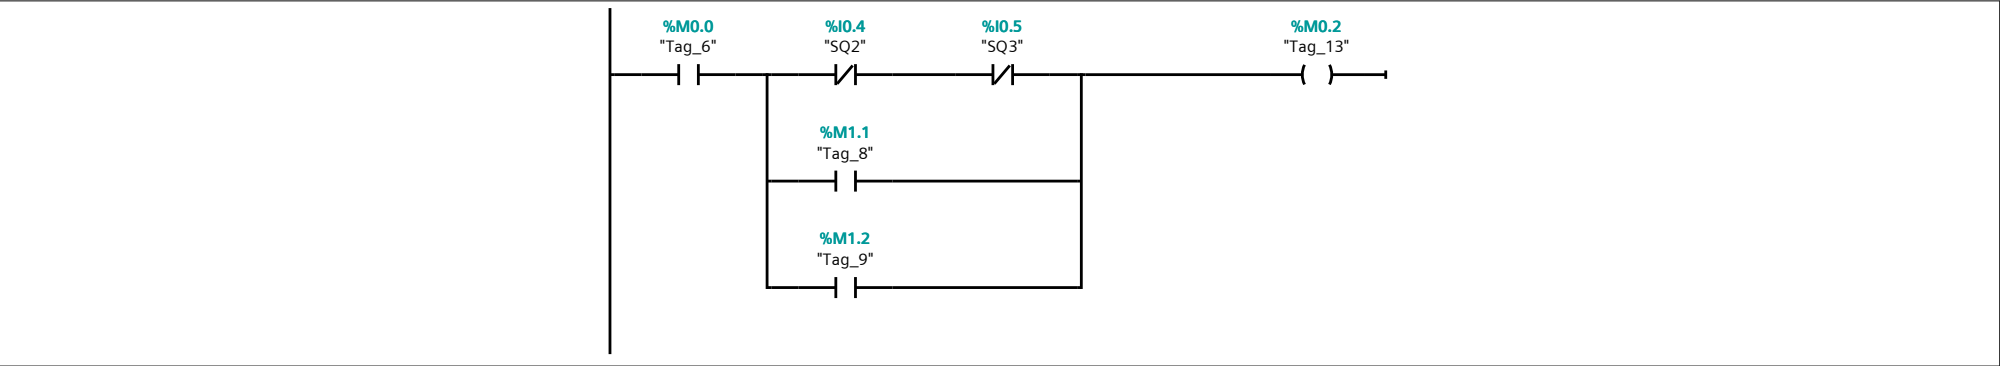 %M0.0 %I0.4 %I0.5 %M0.2
"Tag_6" "SQ2" "SQ3" "Tag_13"
%M1.1
"Tag_8"
%M1.2
"Tag_9"